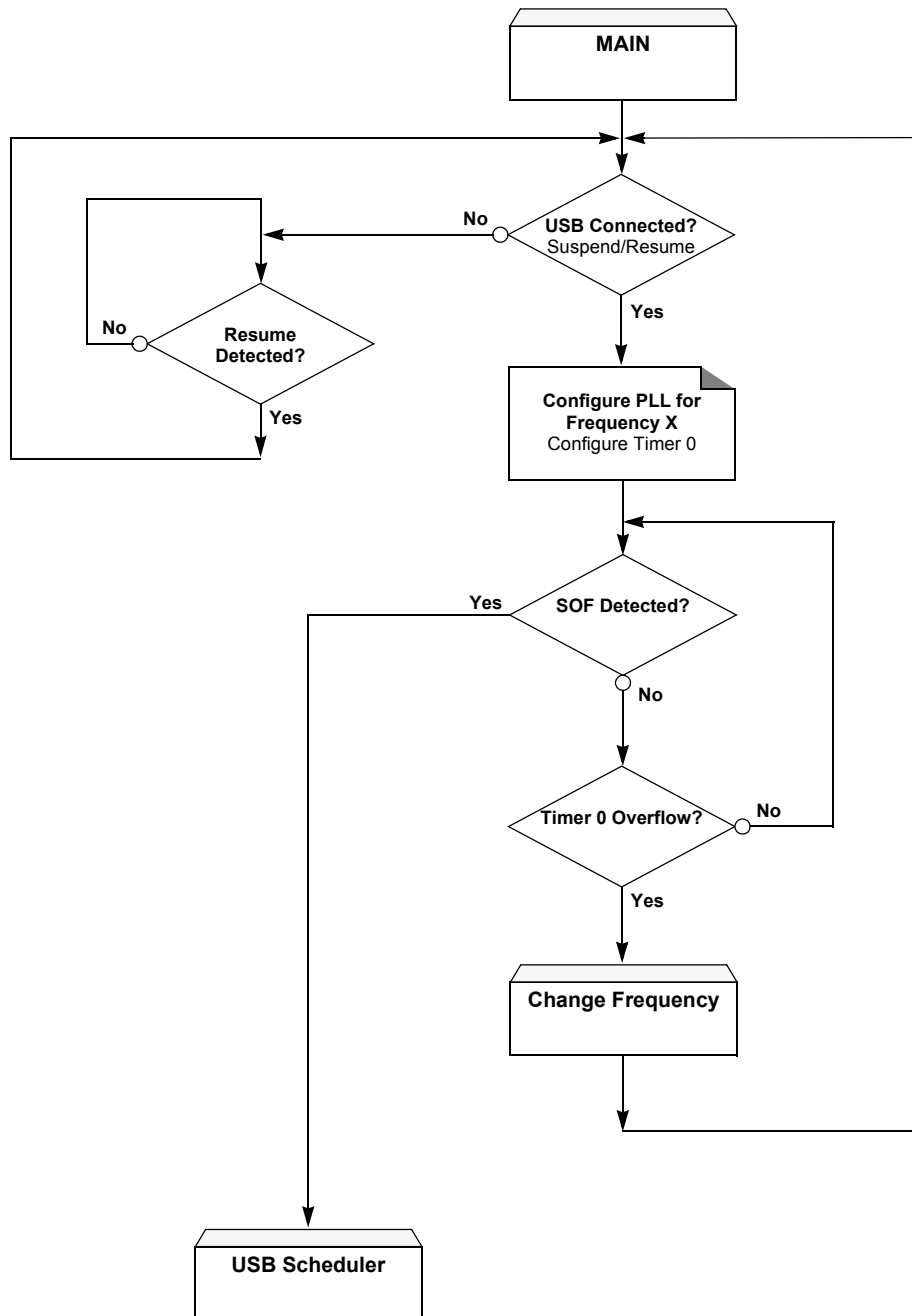 MAIN
No
USB Connected?
Suspend/Resume
Yes
No
Resume
Detected?
Yes
Configure PLL for
Frequency X
Configure Timer 0
Yes
SOF Detected?
No
Timer 0 Overflow?
No
Yes
Change Frequency
USB Scheduler